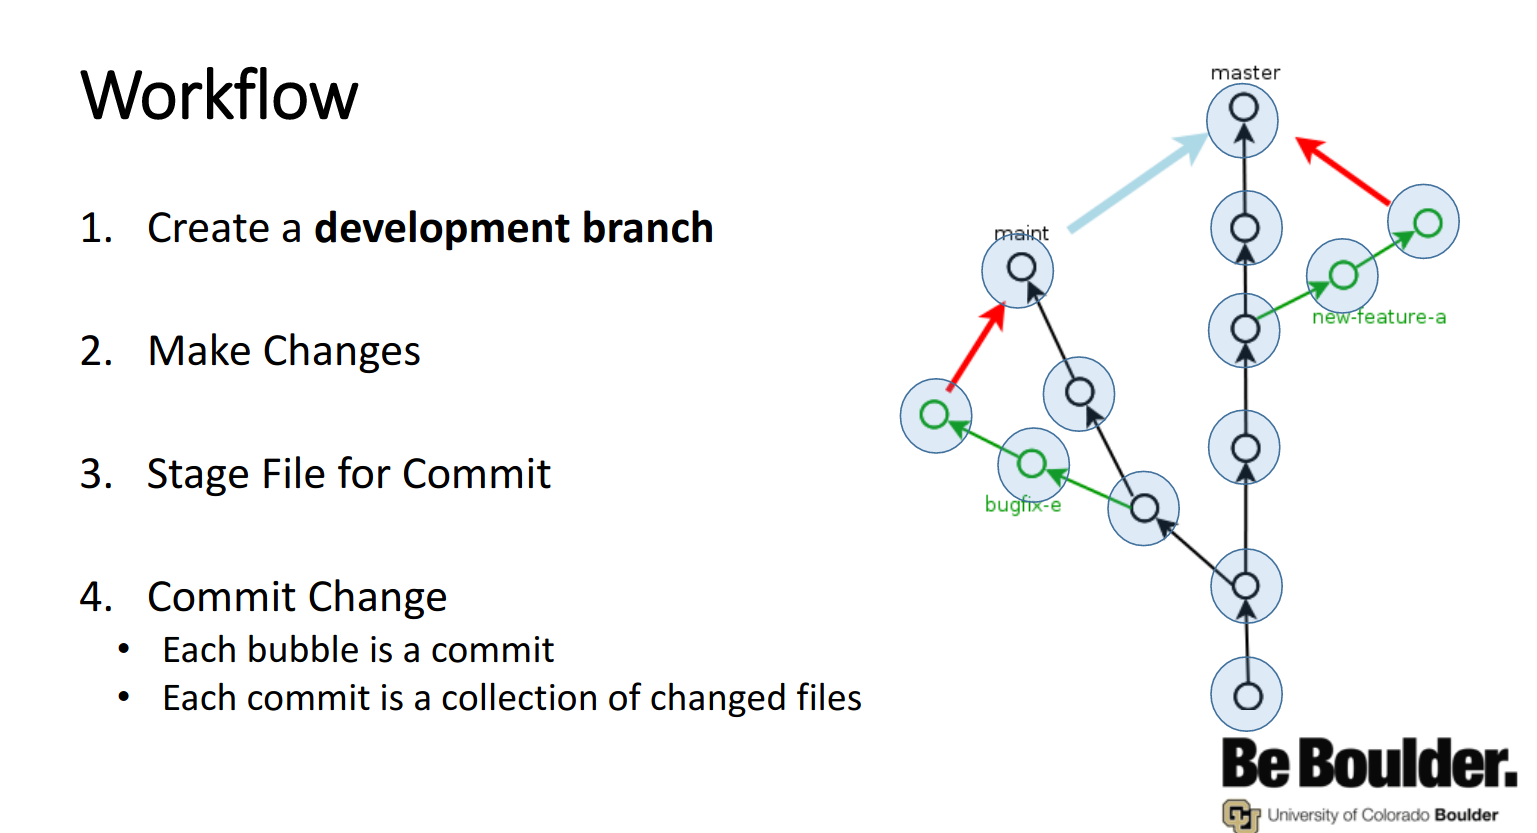 Workflow
1. Create a development branch
2. Make Changes
3. Stage File for Commit
4. Commit Change
• Each bubble is a commit
• Each commit is a collection of changed files
master
maint
new-feature-a
bugfix-e
Be Boulder.
University of Colorado Boulder